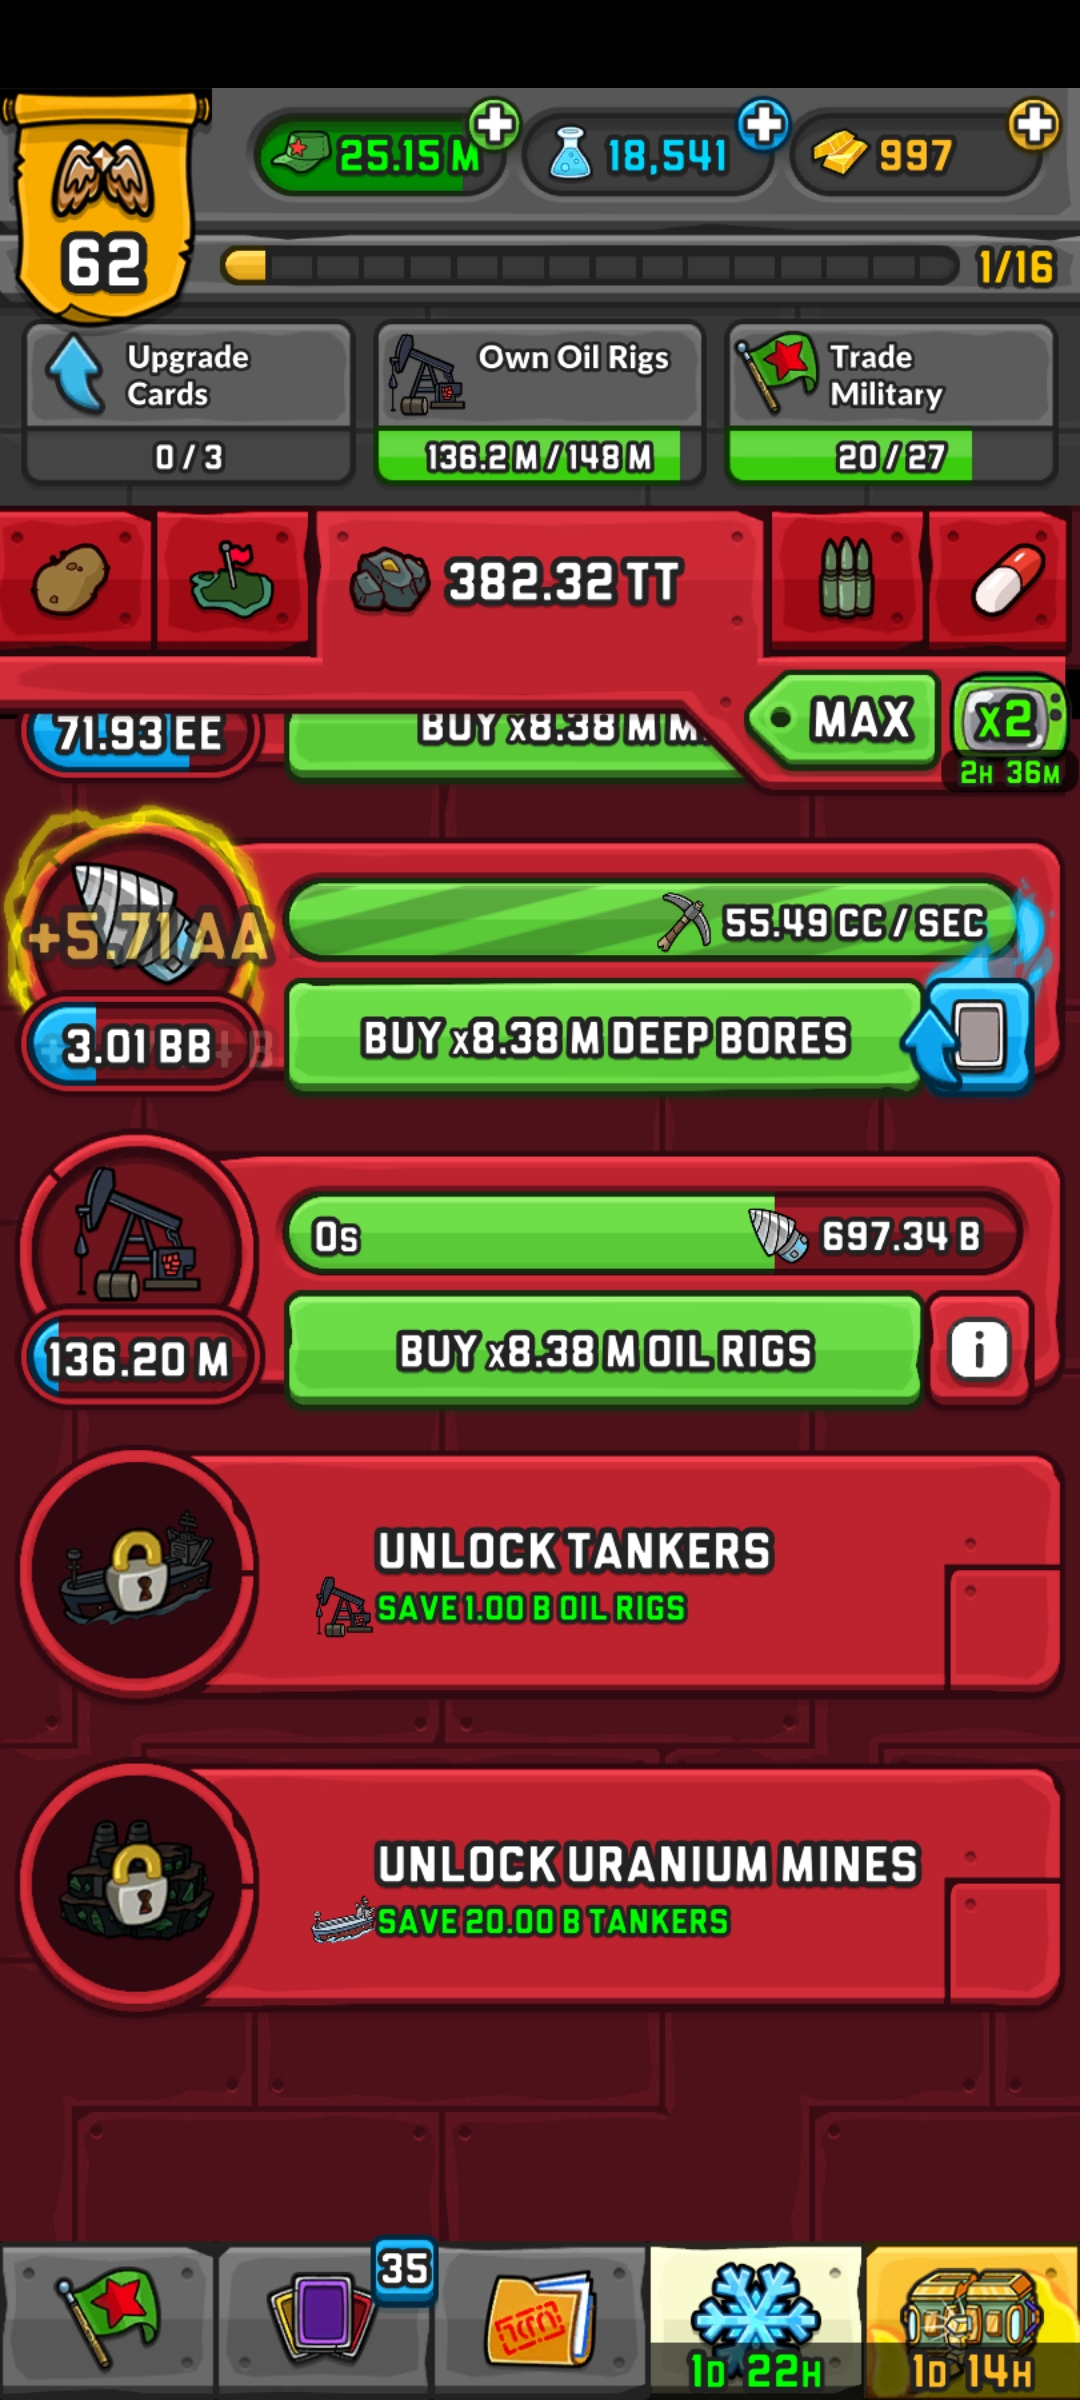 25.15 M
18,541
997
62
1/16
Upgrade
Cards
0 / 3
Own Oil Rigs
136.2 M / 148 M
Trade
Military
20 / 27
382.32 TT
71.93 EE
BUY x8.38 M M
MAX
x2
2H 36M
+5.71 AA
55.49 CC / SEC
3.01 BB
BUY x8.38 M DEEP BORES
0s
697.34 B
136.20 M
BUY x8.38 M OIL RIGS
i
UNLOCK TANKERS
SAVE 1.00 B OIL RIGS
UNLOCK URANIUM MINES
SAVE 20.00 B TANKERS
35
1D 22H
1D 14H